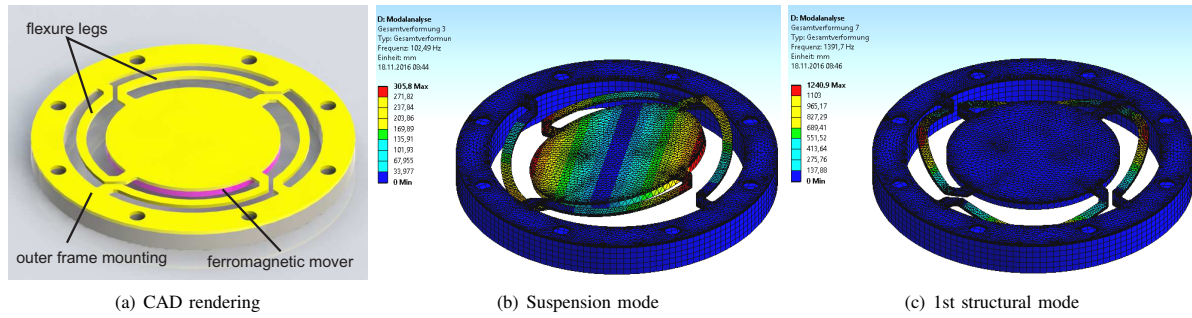 flexure legs
outer frame mounting
ferromagnetic mover
(a) CAD rendering
D: Modalanalyse
Gesamtverformung 3
Typ: Gesamtverformun
Frequenz: 102,49 Hz
Einheit: mm
18.11.2016 08:44
305,8 Max
271,82
237,84
203,86
169,89
135,91
101,93
67,955
33,977
0 Min
(b) Suspension mode
D: Modalanalyse
Gesamtverformung 7
Typ: Gesamtverformung
Frequenz: 1391,7 Hz
Einheit: mm
18.11.2016 08:46
1240,9 Max
1103
965,17
827,29
689,41
551,52
413,64
275,76
137,88
0 Min
(c) 1st structural mode